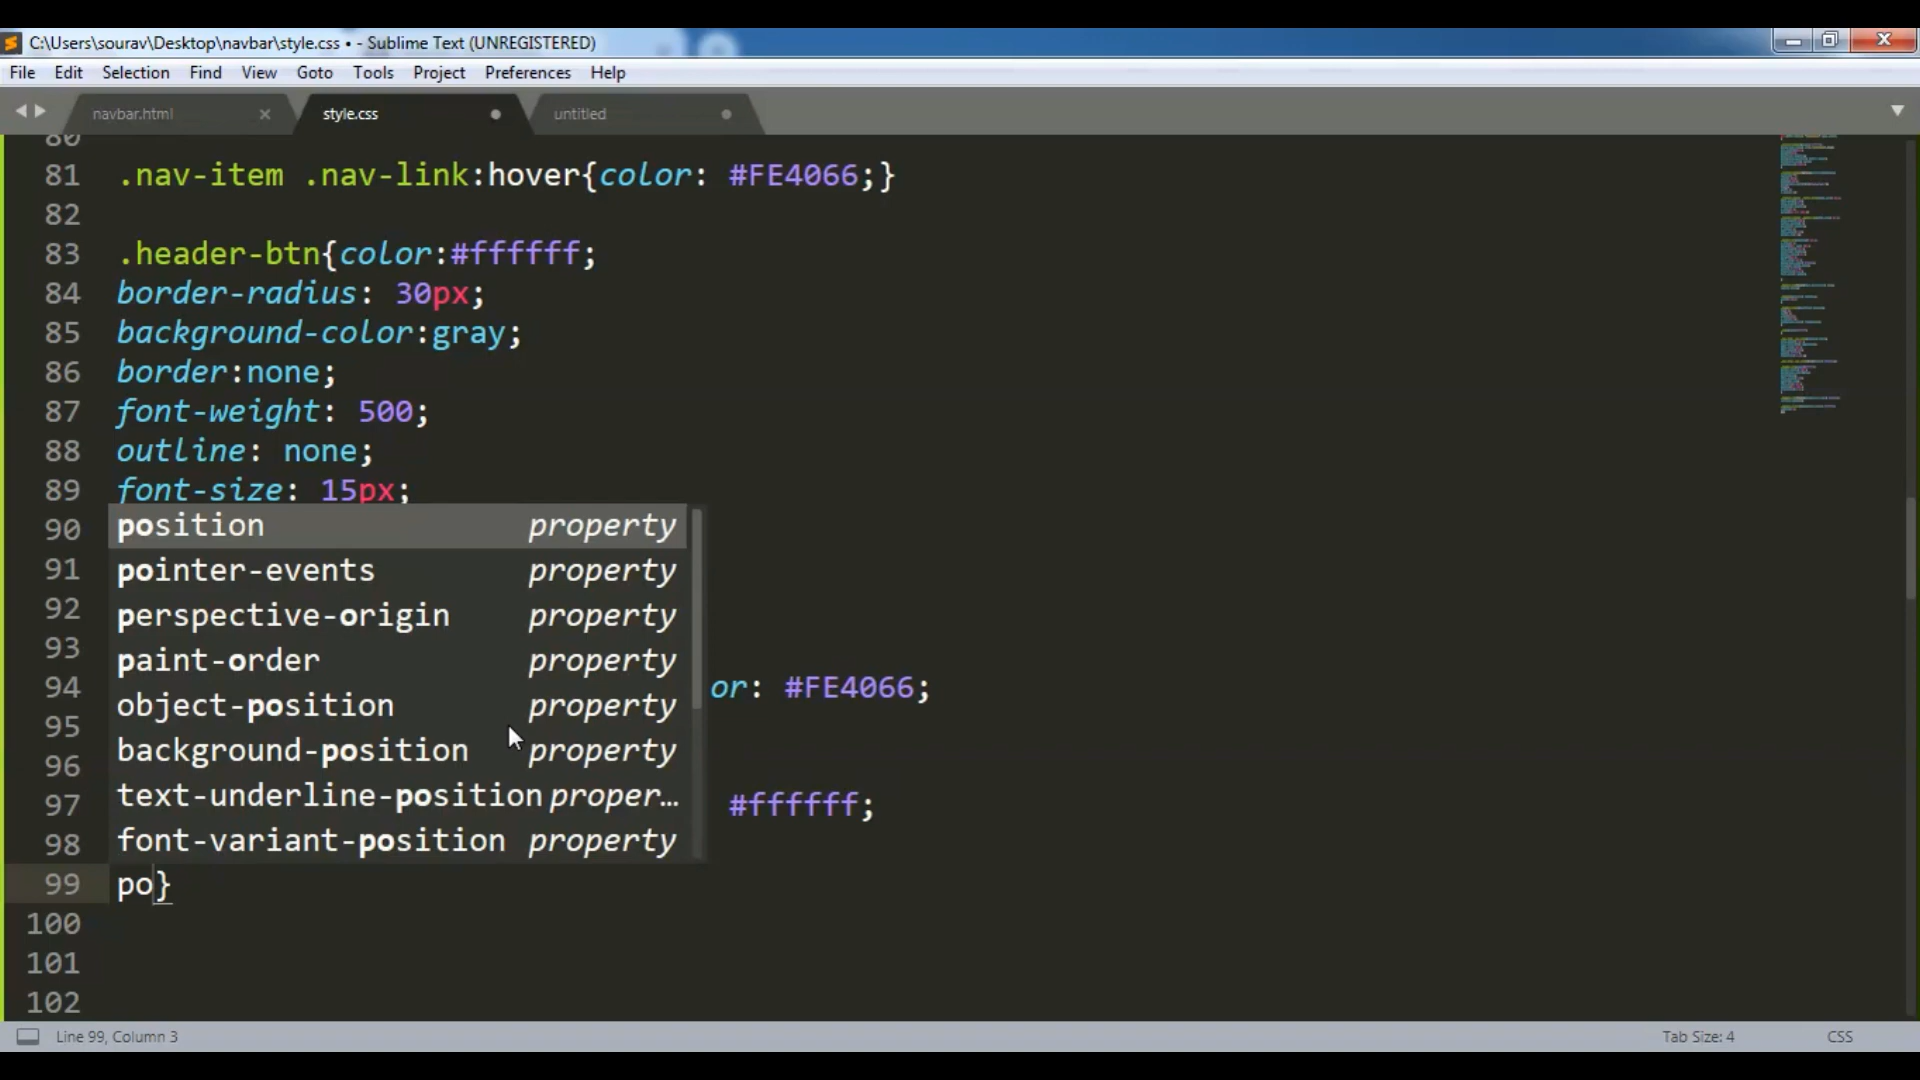 C:\Users\sourav\Desktop\navbar\style.css • - Sublime Text (UNREGISTERED)
File Edit Selection Find View Goto Tools Project Preferences Help
navbar.html style.css untitled
80
81 .nav-item .nav-link:hover{color: #FE4066;}
82
83 .header-btn{color:#ffffff;
84 border-radius: 30px;
85 background-color:gray;
86 border:none;
87 font-weight: 500;
88 outline: none;
89 font-size: 15px;
90 position property
91 pointer-events property
92 perspective-origin property
93 paint-order property
94 or: #FE4066;
95 object-position property
96 background-position property
97 #ffffff;
text-underline-position proper…
98 font-variant-position property
99 po}
100
101
102
Line 99, Column 3 Tab Size: 4 CSS